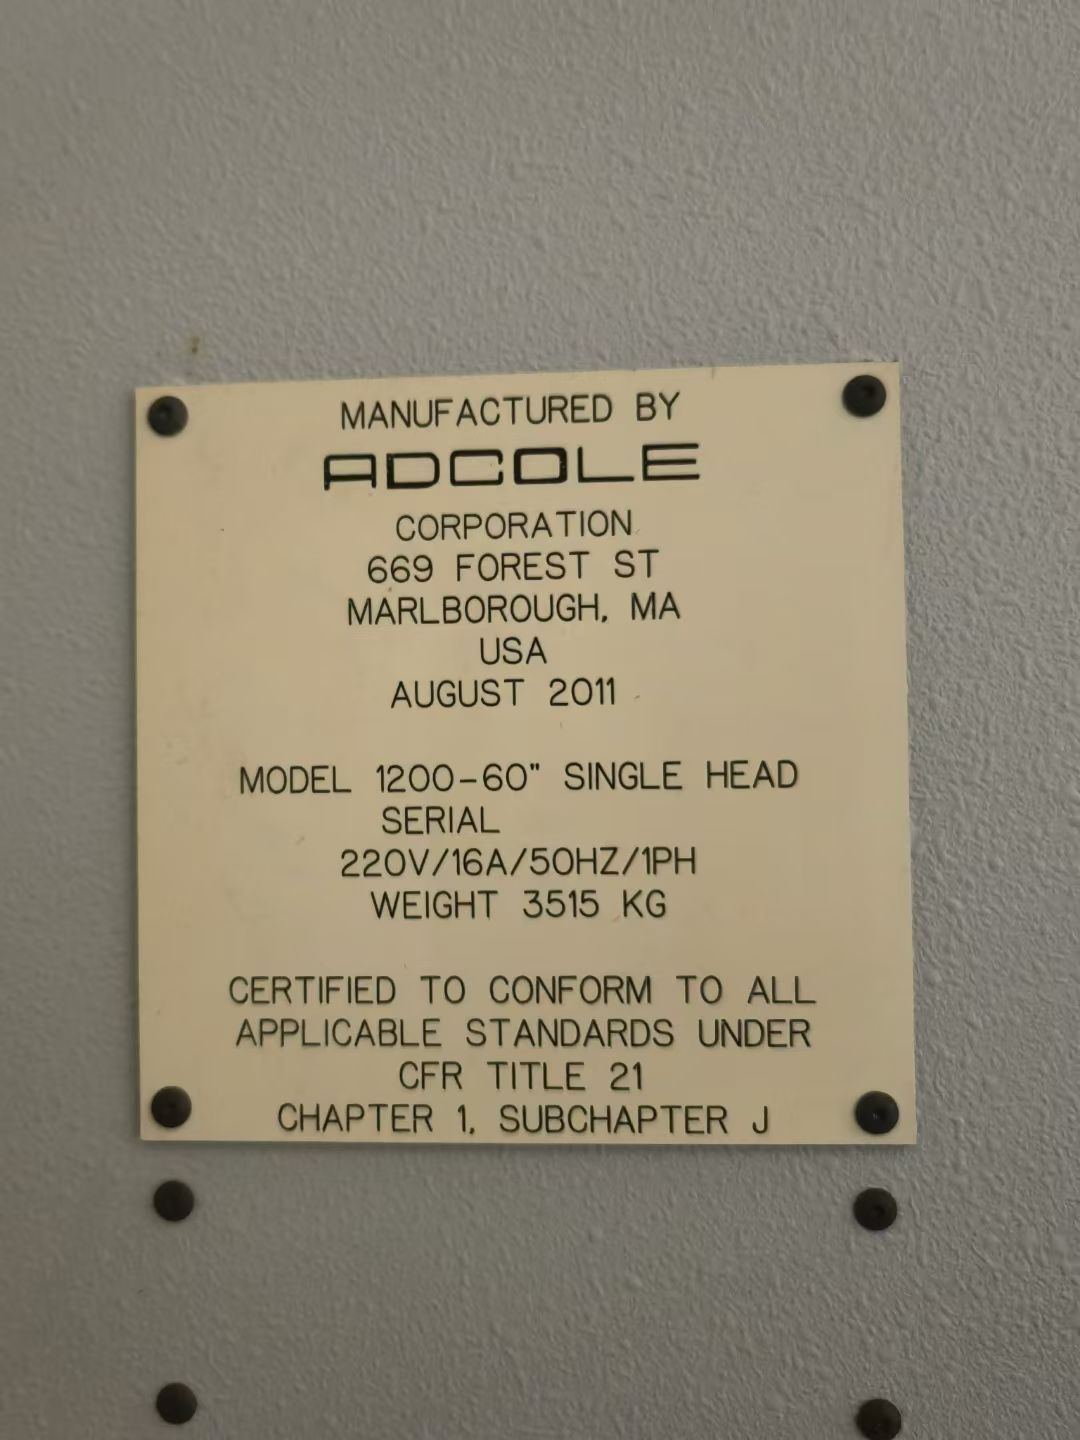 MANUFACTURED BY
ADCOLE
CORPORATION
669 FOREST ST
MARLBOROUGH, MA
USA
AUGUST 2011
MODEL 1200-60" SINGLE HEAD
SERIAL
220V/16A/50HZ/1PH
WEIGHT 3515 KG
CERTIFIED TO CONFORM TO ALL
APPLICABLE STANDARDS UNDER
CFR TITLE 21
CHAPTER 1, SUBCHAPTER J